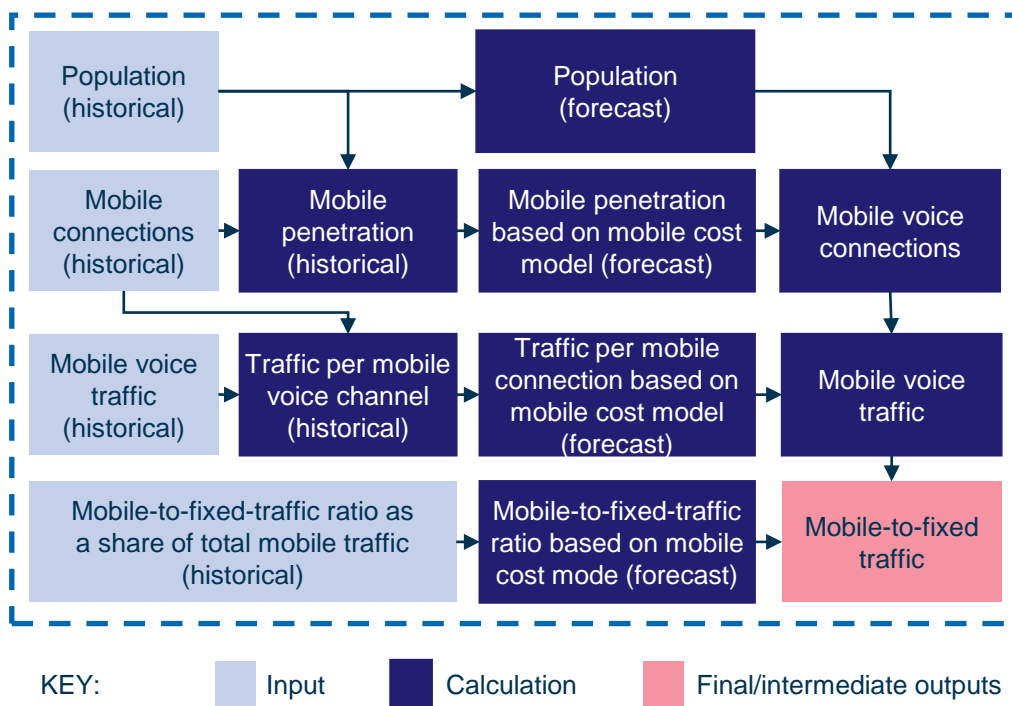 Population
(historical)
Population
(forecast)
Mobile
connections
(historical)
Mobile
penetration
(historical)
Mobile penetration
based on mobile cost
model (forecast)
Mobile voice
connections
Mobile voice
traffic
(historical)
Traffic per mobile
voice channel
(historical)
Traffic per mobile
connection based on
mobile cost model
(forecast)
Mobile voice
traffic
Mobile-to-fixed-traffic ratio as
a share of total mobile traffic
(historical)
Mobile-to-fixed-traffic
ratio based on mobile
cost mode (forecast)
Mobile-to-fixed
traffic
KEY:
Input
Calculation
Final/intermediate outputs